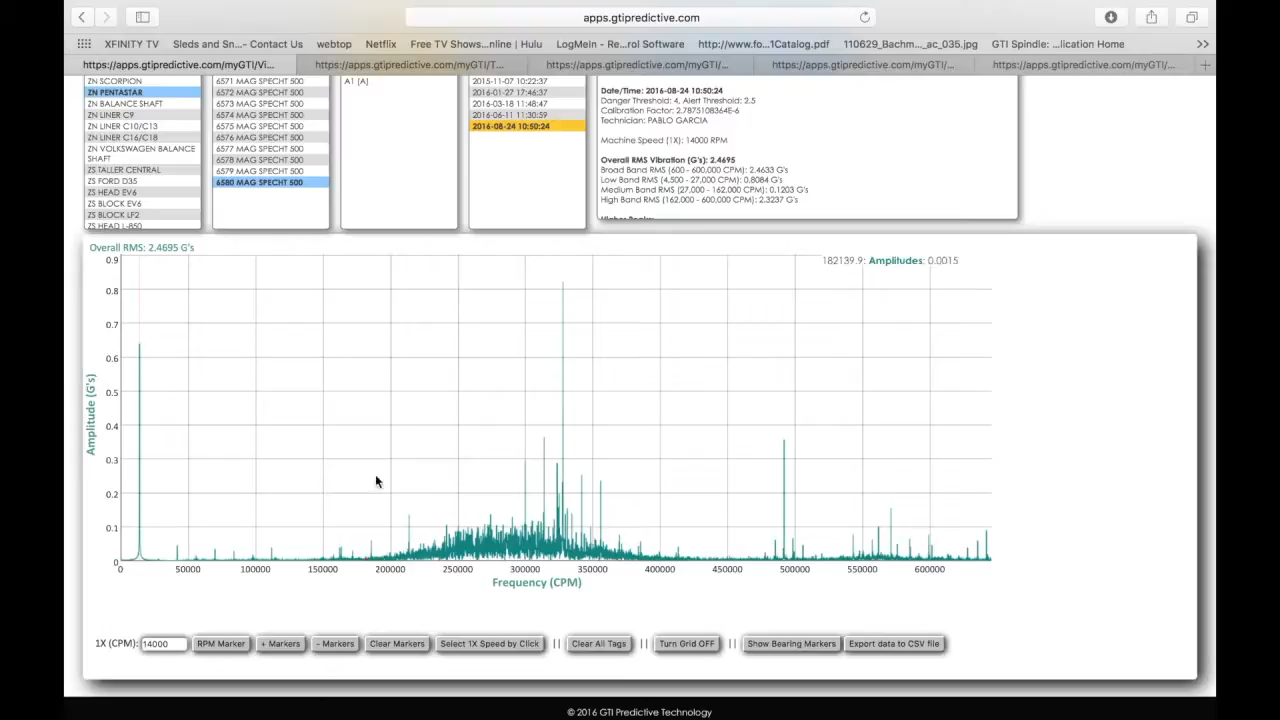 apps.gtipredictive.com
XFINITY TV Sleds and Sn...- Contact Us webtop Netflix Free TV Shows...nline | Hulu LogMeIn - Re...rol Software http://www.fo...1Catalog.pdf 110629_Bachm..._ac_035.jpg GTI Spindle: ...lication Home >>
https://apps.gtipredictive.com/myGTI/Vi... https://apps.gtipredictive.com/myGTI/T... https://apps.gtipredictive.com/myGTI/... https://apps.gtipredictive.com/myGTI/... https://apps.gtipredictive.com/myGTI/... +
ZN SCORPION
ZN PENTASTAR
ZN BALANCE SHAFT
ZN LINER C9
ZN LINER C10/C13
ZN LINER C16/C18
ZN VOLKSWAGEN BALANCE
SHAFT
ZS TALLER CENTRAL
ZS FORD D35
ZS HEAD EV6
ZS BLOCK EV6
ZS BLOCK LF2
ZS HEAD L-850
6571 MAG SPECHT 500
6572 MAG SPECHT 500
6573 MAG SPECHT 500
6574 MAG SPECHT 500
6575 MAG SPECHT 500
6576 MAG SPECHT 500
6577 MAG SPECHT 500
6578 MAG SPECHT 500
6579 MAG SPECHT 500
6580 MAG SPECHT 500
A1 [A]
2015-11-07 10:22:37
2016-01-27 17:46:37
2016-03-18 11:48:47
2016-06-11 11:30:59
2016-08-24 10:50:24
Date/Time: 2016-08-24 10:50:24
Danger Threshold: 4, Alert Threshold: 2.5
Calibration Factor: 2.7875108364E-6
Technician: PABLO GARCIA
Machine Speed (1X): 14000 RPM
Overall RMS Vibration (G's): 2.4695
Broad Band RMS (600 - 600,000 CPM): 2.4633 G's
Low Band RMS (4,500 - 27,000 CPM): 0.8084 G's
Medium Band RMS (27,000 - 162,000 CPM): 0.1203 G's
High Band RMS (162,000 - 600,000 CPM): 2.3237 G's
Overall RMS: 2.4695 G's
182139.9: Amplitudes: 0.0015
Amplitude (G's)
0.9
0.8
0.7
0.6
0.5
0.4
0.3
0.2
0.1
0
0 50000 100000 150000 200000 250000 300000 350000 400000 450000 500000 550000 600000
Frequency (CPM)
1X (CPM): 14000 RPM Marker + Markers - Markers Clear Markers Select 1X Speed by Click || Clear All Tags || Turn Grid OFF || Show Bearing Markers Export data to CSV file
© 2016 GTI Predictive Technology